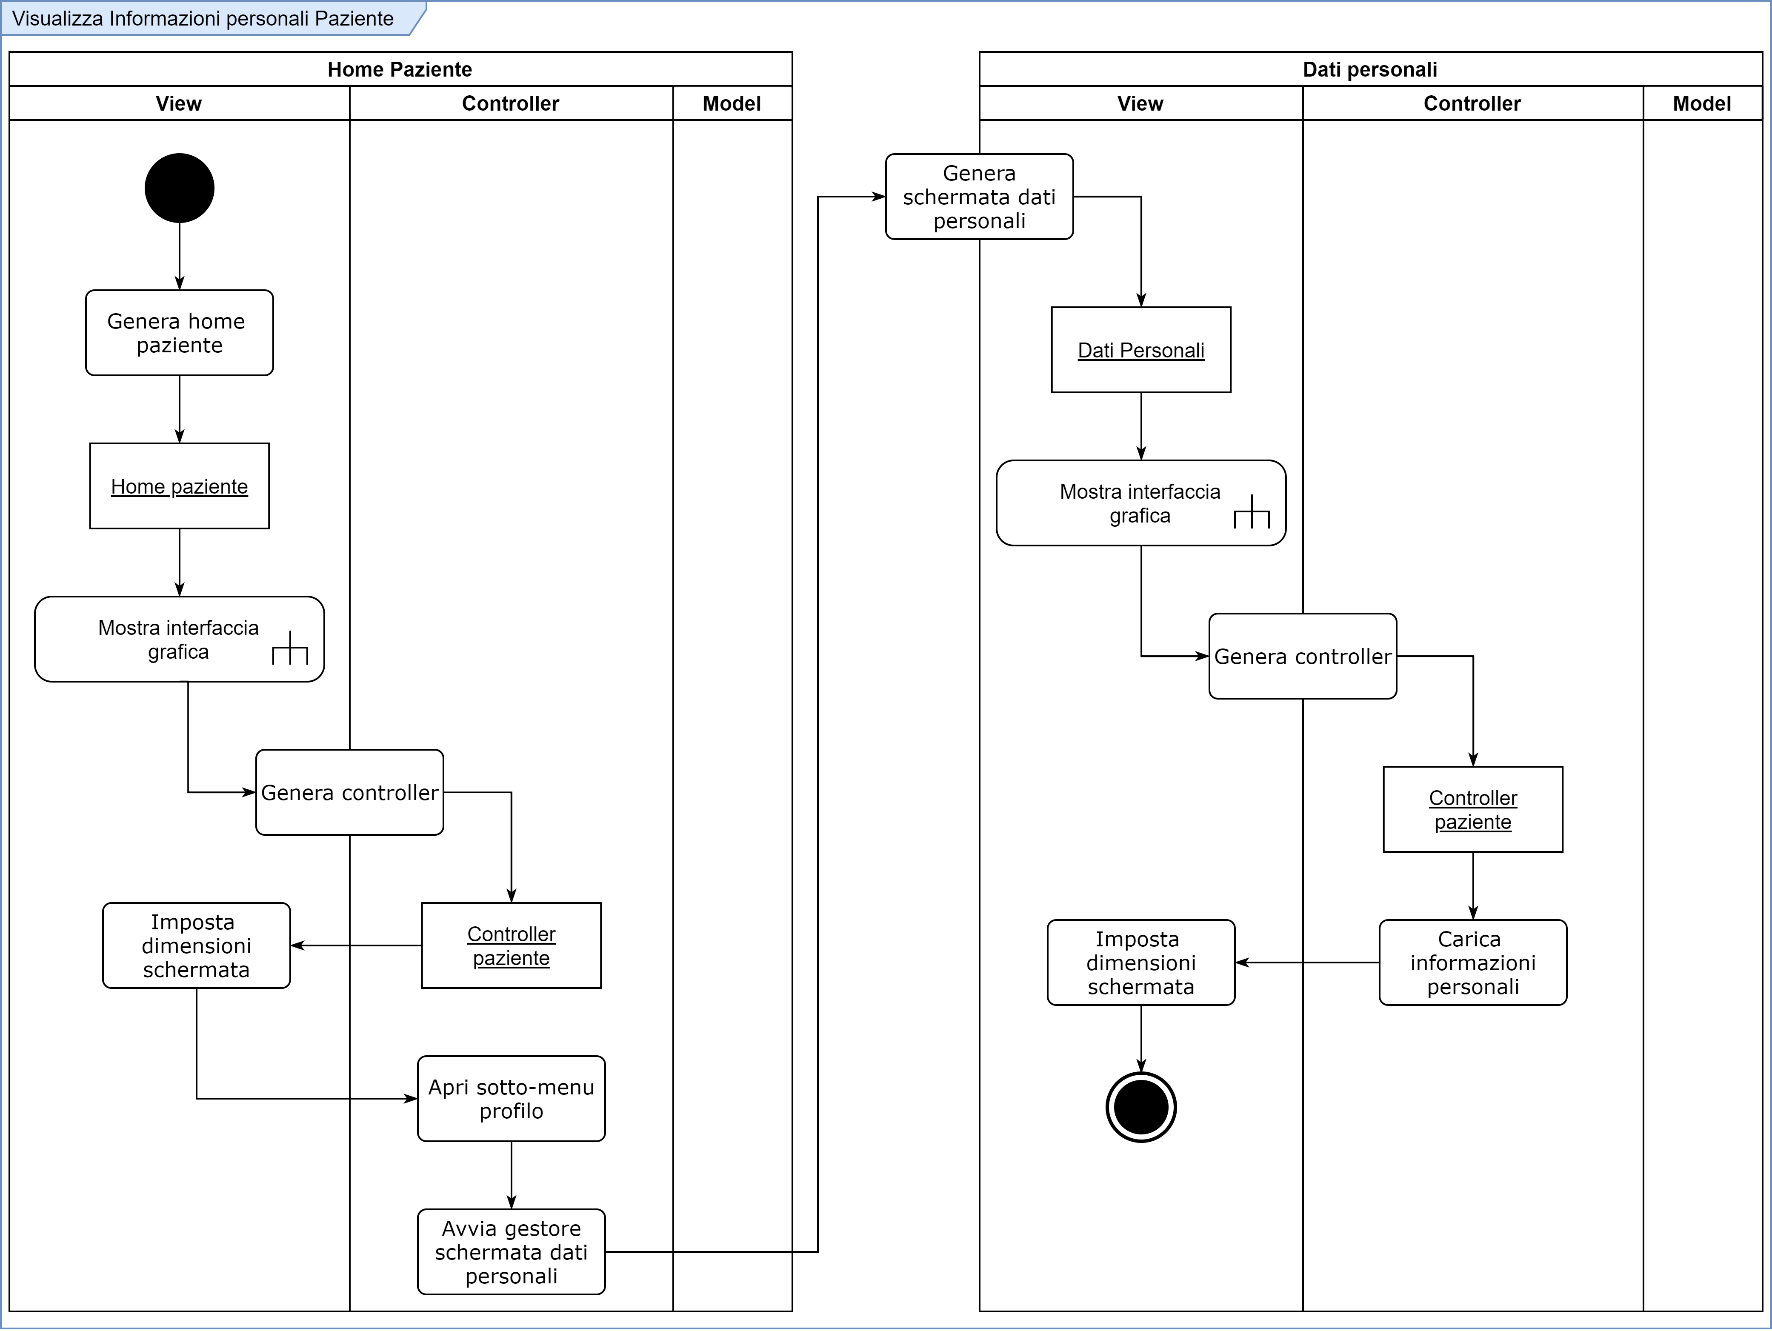 Visualizza Informazioni personali Paziente
Home Paziente
View
Controller
Model
Genera home
paziente
Home paziente
Mostra interfaccia
grafica
Genera controller
Controller
paziente
Imposta
dimensioni
schermata
Apri sotto-menu
profilo
Avvia gestore
schermata dati
personali
Dati personali
View
Controller
Model
Genera
schermata dati
personali
Dati Personali
Mostra interfaccia
grafica
Genera controller
Controller
paziente
Carica
informazioni
personali
Imposta
dimensioni
schermata